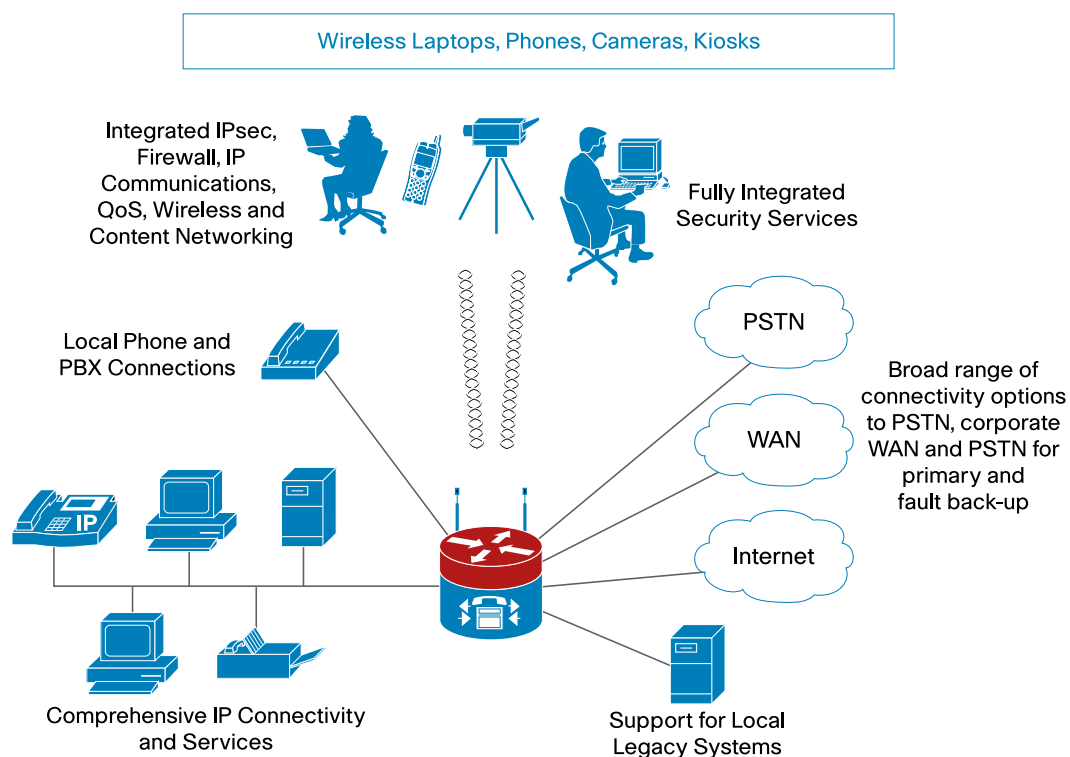 Wireless Laptops, Phones, Cameras, Kiosks
Integrated IPsec,
Firewall, IP
Communications,
QoS, Wireless and
Content Networking
Fully Integrated
Security Services
Local Phone and
PBX Connections
PSTN
WAN
Internet
Broad range of
connectivity options
to PSTN, corporate
WAN and PSTN for
primary and
fault back-up
IP
Comprehensive IP Connectivity
and Services
Support for Local
Legacy Systems